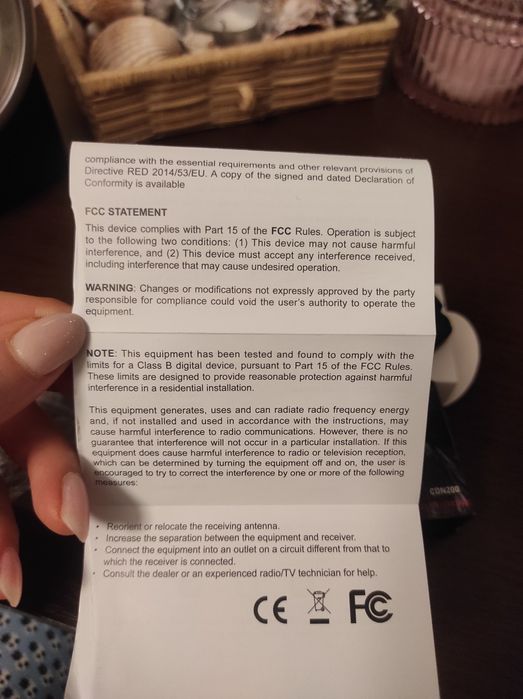 compliance with the essential requirements and other relevant provisions of
Directive RED 2014/53/EU. A copy of the signed and dated Declaration of
Conformity is available
FCC STATEMENT
This device complies with Part 15 of the FCC Rules. Operation is subject
to the following two conditions: (1) This device may not cause harmful
interference, and (2) This device must accept any interference received,
including interference that may cause undesired operation.
WARNING: Changes or modifications not expressly approved by the party
responsible for compliance could void the user's authority to operate the
equipment.
NOTE: This equipment has been tested and found to comply with the
limits for a Class B digital device, pursuant to Part 15 of the FCC Rules.
These limits are designed to provide reasonable protection against harmful
interference in a residential installation.
This equipment generates, uses and can radiate radio frequency energy
and, if not installed and used in accordance with the instructions, may
cause harmful interference to radio communications. However, there is no
guarantee that interference will not occur in a particular installation. If this
equipment does cause harmful interference to radio or television reception,
which can be determined by turning the equipment off and on, the user is
encouraged to try to correct the interference by one or more of the following
measures:
• Reorient or relocate the receiving antenna.
• Increase the separation between the equipment and receiver.
• Connect the equipment into an outlet on a circuit different from that to
which the receiver is connected.
• Consult the dealer or an experienced radio/TV technician for help.
CE FC